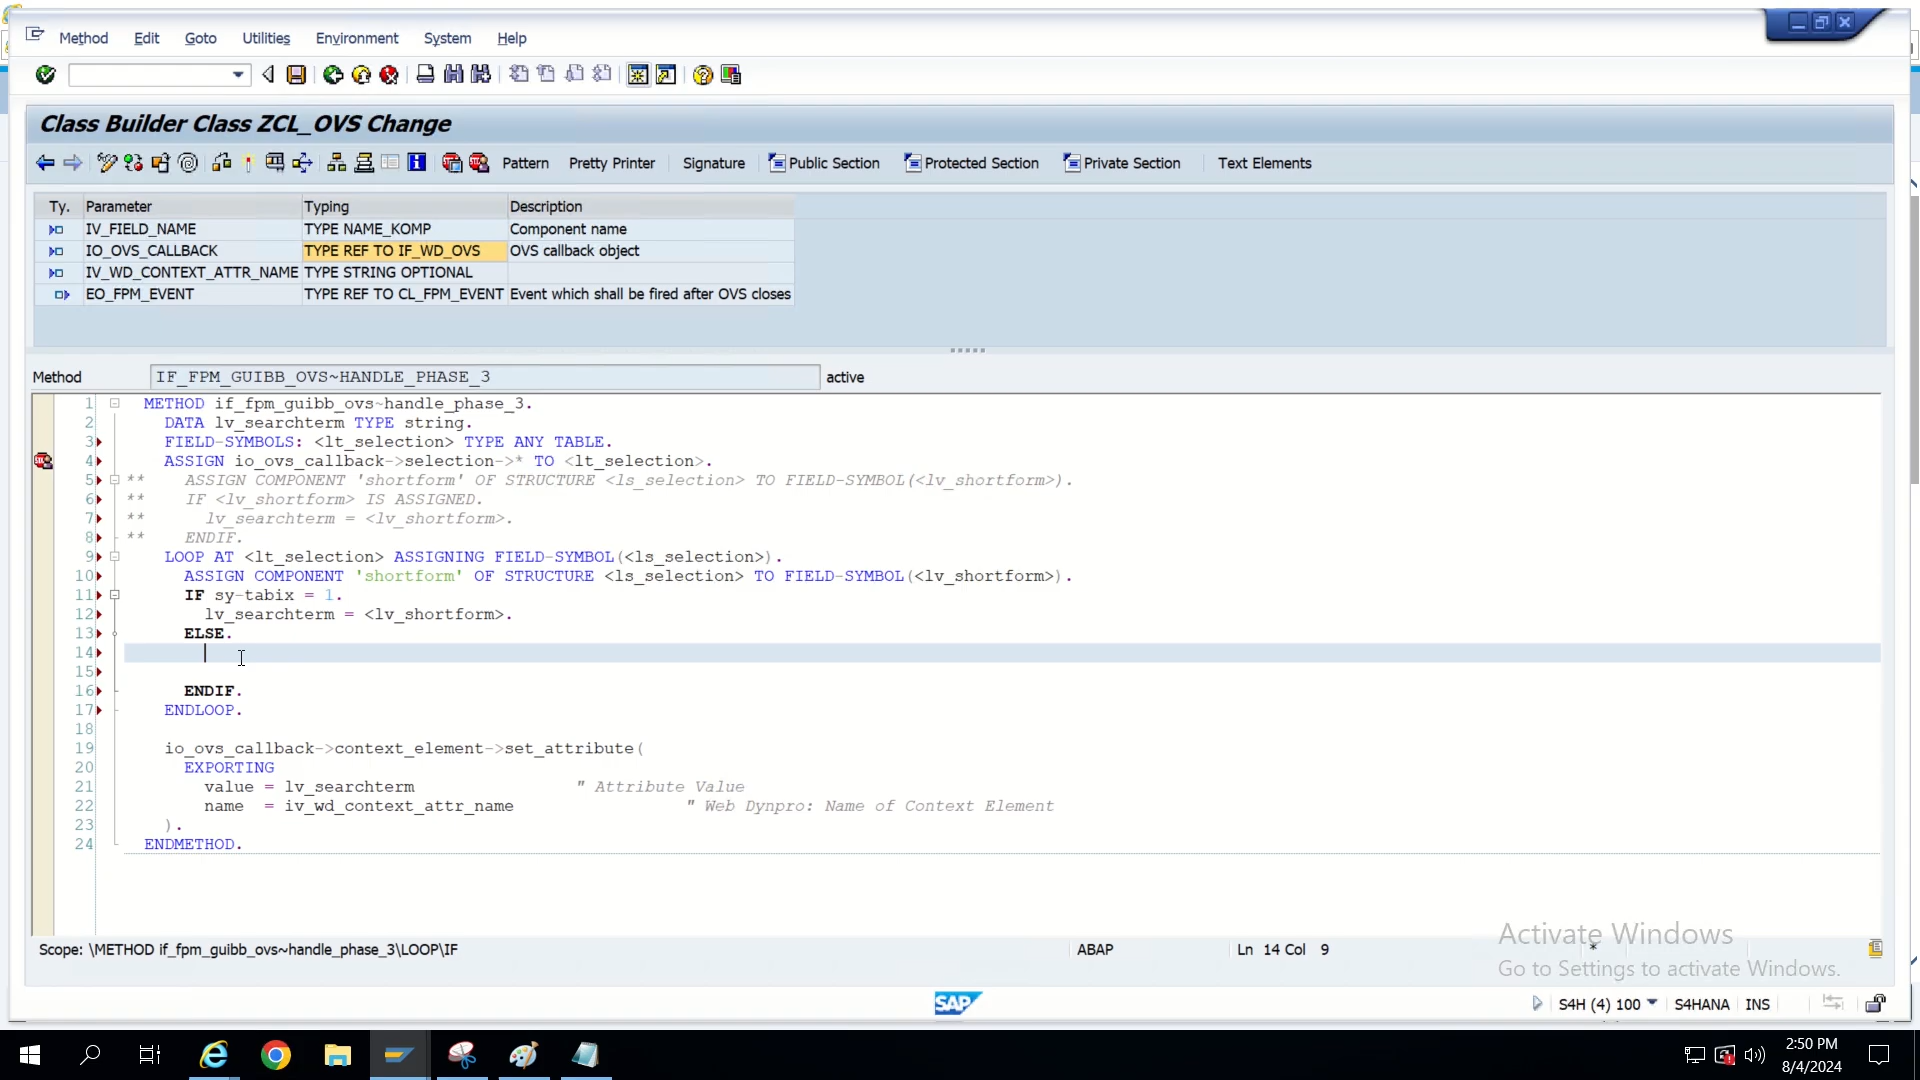 Method Edit Goto Utilities Environment System Help
Class Builder Class ZCL_OVS Change
Pattern Pretty Printer Signature Public Section Protected Section Private Section Text Elements
Ty. Parameter Typing Description
IV_FIELD_NAME TYPE NAME_KOMP Component name
IO_OVS_CALLBACK TYPE REF TO IF_WD_OVS OVS callback object
IV_WD_CONTEXT_ATTR_NAME TYPE STRING OPTIONAL
EO_FPM_EVENT TYPE REF TO CL_FPM_EVENT Event which shall be fired after OVS closes
Method IF_FPM_GUIBB_OVS~HANDLE_PHASE_3 active
1 METHOD if_fpm_guibb_ovs~handle_phase_3.
2 DATA lv_searchterm TYPE string.
3 FIELD-SYMBOLS: <lt_selection> TYPE ANY TABLE.
4 ASSIGN io_ovs_callback->selection->* TO <lt_selection>.
5 ** ASSIGN COMPONENT 'shortform' OF STRUCTURE <ls_selection> TO FIELD-SYMBOL(<lv_shortform>).
6 ** IF <lv_shortform> IS ASSIGNED.
7 ** lv_searchterm = <lv_shortform>.
8 ** ENDIF.
9 LOOP AT <lt_selection> ASSIGNING FIELD-SYMBOL(<ls_selection>).
10 ASSIGN COMPONENT 'shortform' OF STRUCTURE <ls_selection> TO FIELD-SYMBOL(<lv_shortform>).
11 IF sy-tabix = 1.
12 lv_searchterm = <lv_shortform>.
13 ELSE.
14
15
16 ENDIF.
17 ENDLOOP.
18
19 io_ovs_callback->context_element->set_attribute(
20 EXPORTING
21 value = lv_searchterm " Attribute Value
22 name = iv_wd_context_attr_name " Web Dynpro: Name of Context Element
23 ).
24 ENDMETHOD.
Activate Windows
Go to Settings to activate Windows.
Scope: \METHOD if_fpm_guibb_ovs~handle_phase_3\LOOP\IF ABAP Ln 14 Col 9 *
SAP S4H (4) 100 S4HANA INS
2:50 PM
8/4/2024